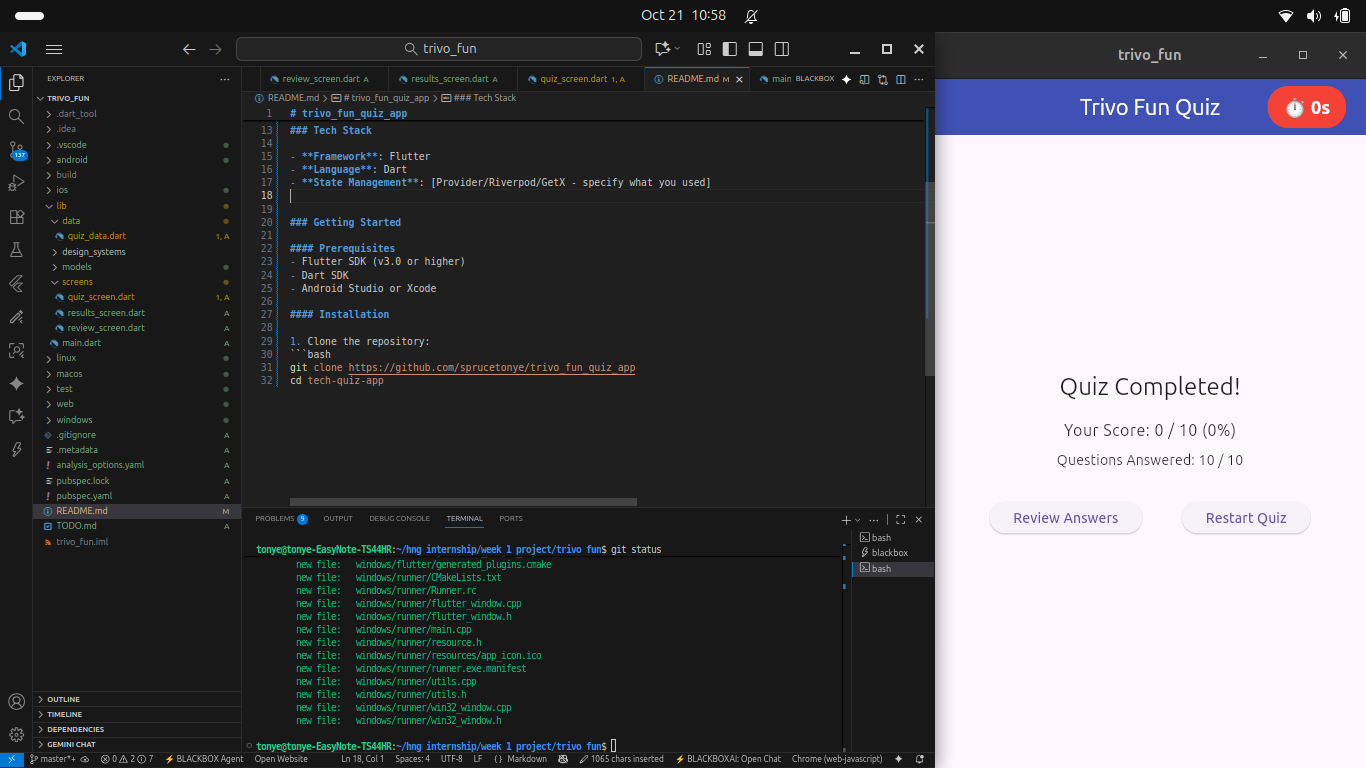 Oct 21 10:58
trivo_fun
EXPLORER
TRIVO_FUN
.dart_tool
.idea
.vscode
android
build
ios
lib
data
quiz_data.dart 1, A
design_systems
models
screens
quiz_screen.dart 1, A
results_screen.dart A
review_screen.dart A
main.dart A
linux
macos
test
web
windows
.gitignore A
.metadata A
analysis_options.yaml A
pubspec.lock A
pubspec.yaml A
README.md M
TODO.md A
trivo_fun.iml
OUTLINE
TIMELINE
DEPENDENCIES
GEMINI CHAT
137
review_screen.dart A
results_screen.dart A
quiz_screen.dart 1, A
README.md M
main BLACKBOX
README.md > # trivo_fun_quiz_app > ### Tech Stack
1 # trivo_fun_quiz_app
13 ### Tech Stack
14
15 - **Framework**: Flutter
16 - **Language**: Dart
17 - **State Management**: [Provider/Riverpod/GetX - specify what you used]
18
19
20 ### Getting Started
21
22 #### Prerequisites
23 - Flutter SDK (v3.0 or higher)
24 - Dart SDK
25 - Android Studio or Xcode
26
27 #### Installation
28
29 1. Clone the repository:
30 ```bash
31 git clone https://github.com/sprucetonye/trivo_fun_quiz_app
32 cd tech-quiz-app
PROBLEMS 9 OUTPUT DEBUG CONSOLE TERMINAL PORTS
tonye@tonye-EasyNote-TS44HR:~/hng internship/week 1 project/trivo fun$ git status
new file: windows/flutter/generated_plugins.cmake
new file: windows/runner/CMakeLists.txt
new file: windows/runner/Runner.rc
new file: windows/runner/flutter_window.cpp
new file: windows/runner/flutter_window.h
new file: windows/runner/main.cpp
new file: windows/runner/resource.h
new file: windows/runner/resources/app_icon.ico
new file: windows/runner/runner.exe.manifest
new file: windows/runner/utils.cpp
new file: windows/runner/utils.h
new file: windows/runner/win32_window.cpp
new file: windows/runner/win32_window.h
tonye@tonye-EasyNote-TS44HR:~/hng internship/week 1 project/trivo fun$
bash
blackbox
bash
master*+ 0 2 7 BLACKBOX Agent Open Website Ln 18, Col 1 Spaces: 4 UTF-8 LF Markdown 1065 chars inserted BLACKBOXAI: Open Chat Chrome (web-javascript)
trivo_fun
Trivo Fun Quiz
0s
Quiz Completed!
Your Score: 0 / 10 (0%)
Questions Answered: 10 / 10
Review Answers
Restart Quiz